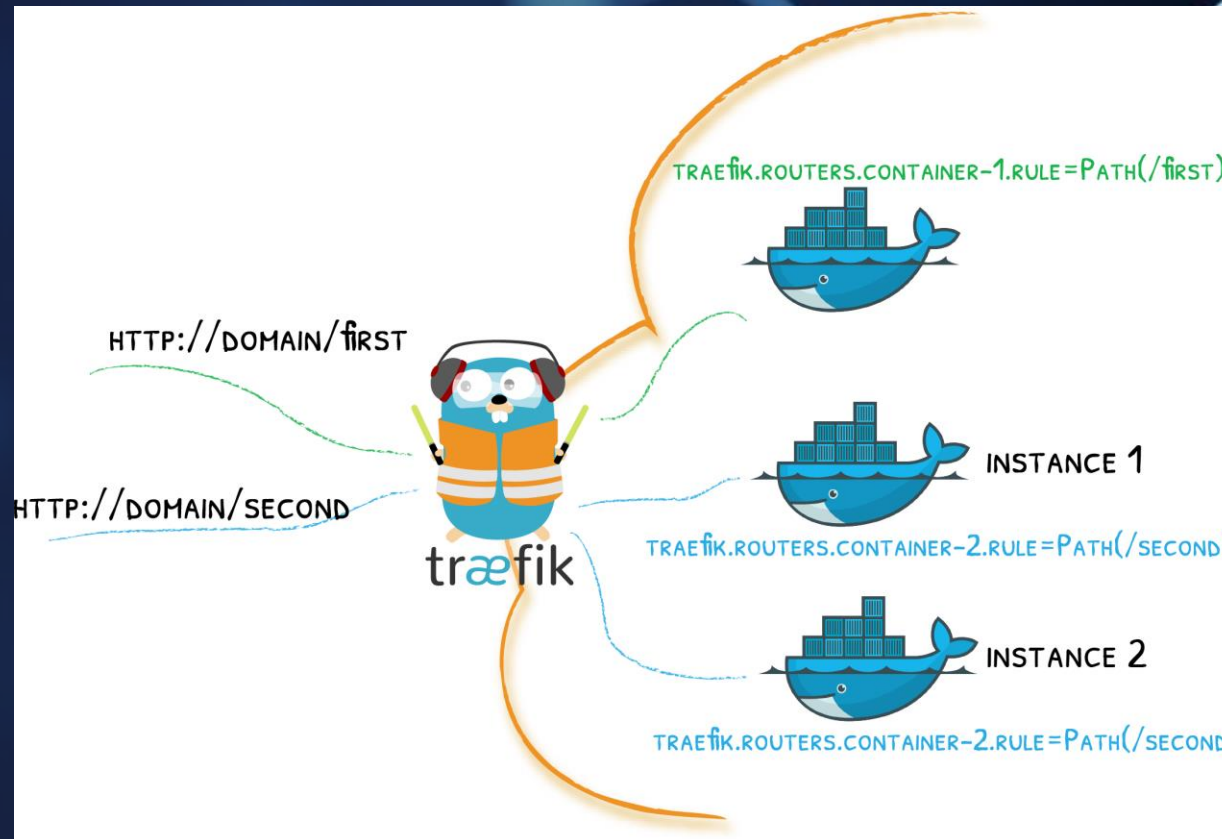 TRAEFIK.ROUTERS.CONTAINER-1.RULE=PATH(/FIRST)
HTTP://DOMAIN/FIRST
INSTANCE 1
HTTP://DOMAIN/SECOND
TRAEFIK.ROUTERS.CONTAINER-2.RULE=PATH(/SECOND
træfik
INSTANCE 2
TRAEFIK.ROUTERS.CONTAINER-2.RULE=PATH(/SECOND